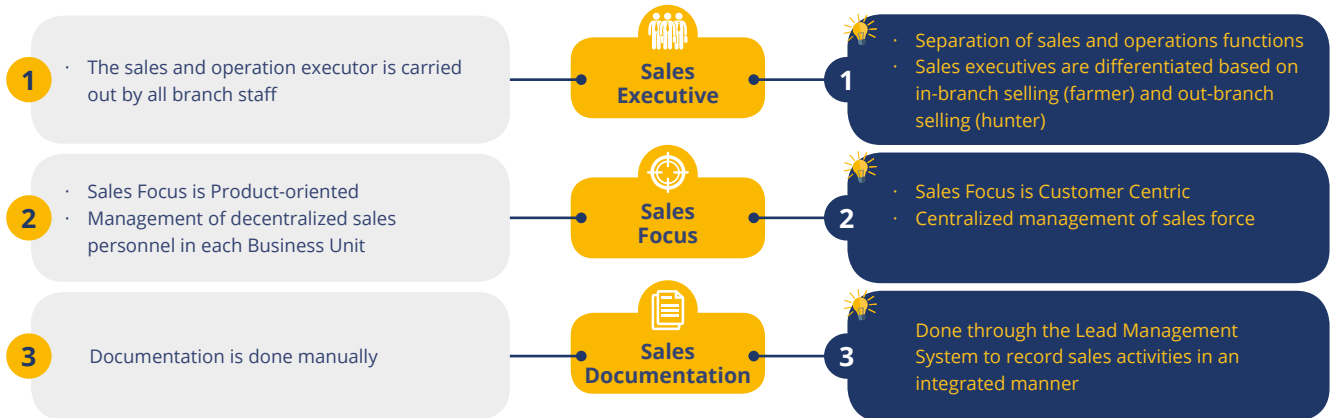 1
· The sales and operation executor is carried
out by all branch staff
Sales
Executive
1
· Separation of sales and operations functions
· Sales executives are differentiated based on
in-branch selling (farmer) and out-branch
selling (hunter)
2
· Sales Focus is Product-oriented
· Management of decentralized sales
personnel in each Business Unit
Sales
Focus
2
· Sales Focus is Customer Centric
· Centralized management of sales force
3
Documentation is done manually
Sales
Documentation
3
Done through the Lead Management
System to record sales activities in an
integrated manner